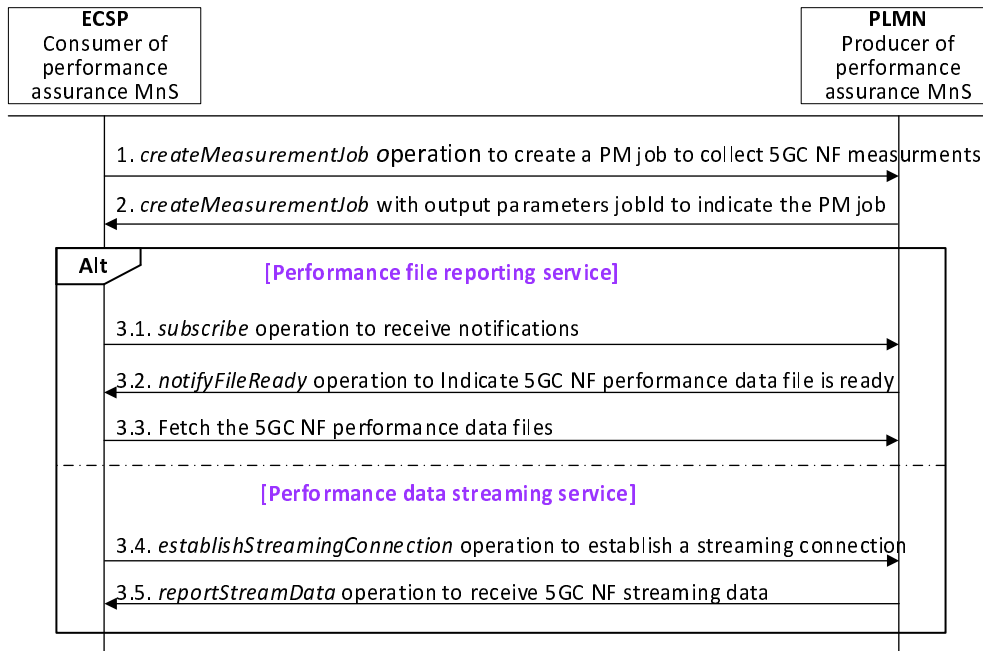 ECSP
Consumer of
performance
assurance MnS
PLMN
Producer of
performance
assurance MnS
1. createMeasurementJob operation to create a PM job to collect 5GC NF measurments
2. createMeasurementJob with output parameters jobId to indicate the PM job
Alt
[Performance file reporting service]
3.1. subscribe operation to receive notifications
3.2. notifyFileReady operation to Indicate 5GC NF performance data file is ready
3.3. Fetch the 5GC NF performance data files
[Performance data streaming service]
3.4. establishStreamingConnection operation to establish a streaming connection
3.5. reportStreamData operation to receive 5GC NF streaming data